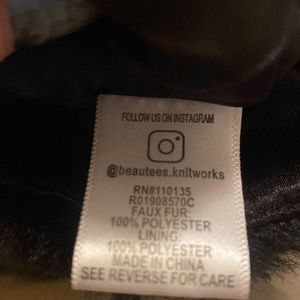 FOLLOW US ON INSTAGRAM
@beautees.knitworks
RN#110135
R01908570C
FAUX FUR:
100% POLYESTER
LINING
100% POLYESTER
MADE IN CHINA
SEE REVERSE FOR CARE